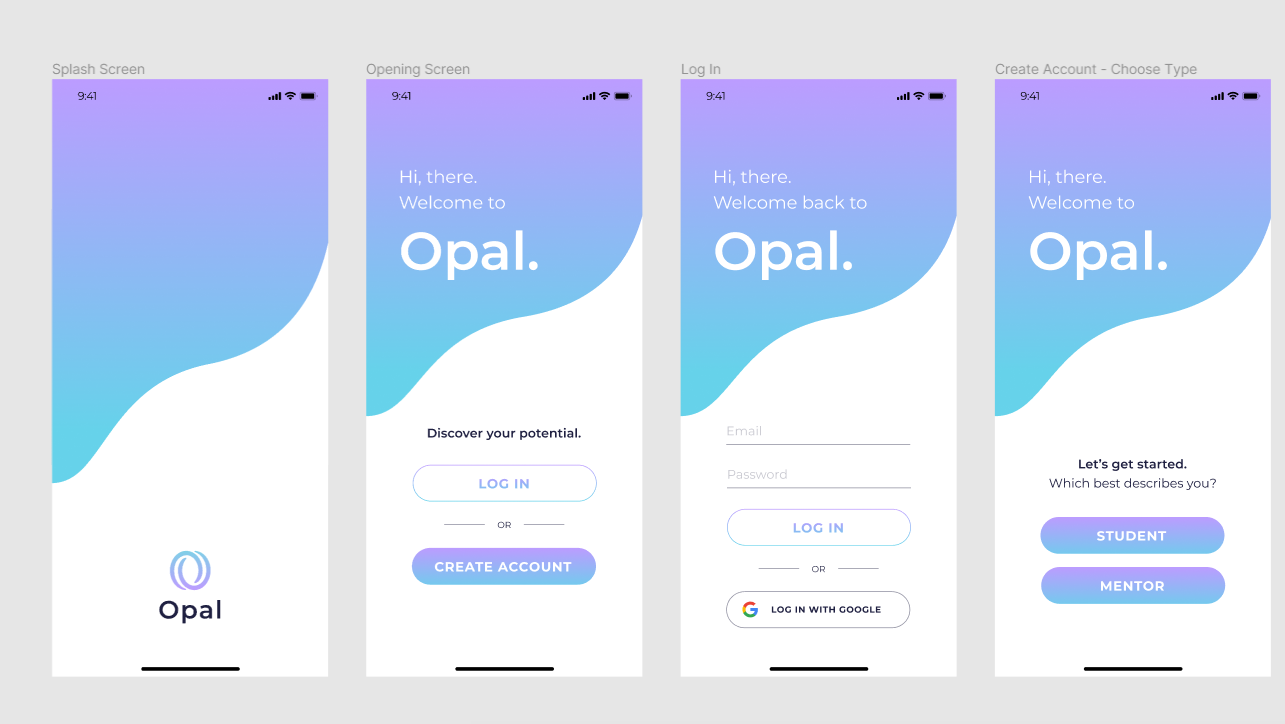 Splash Screen
9:41
Opal
Opening Screen
9:41
Hi, there.
Welcome to
Opal.
Discover your potential.
LOG IN
OR
CREATE ACCOUNT
Log In
9:41
Hi, there.
Welcome back to
Opal.
Email
Password
LOG IN
OR
LOG IN WITH GOOGLE
Create Account - Choose Type
9:41
Hi, there.
Welcome to
Opal.
Let’s get started.
Which best describes you?
STUDENT
MENTOR